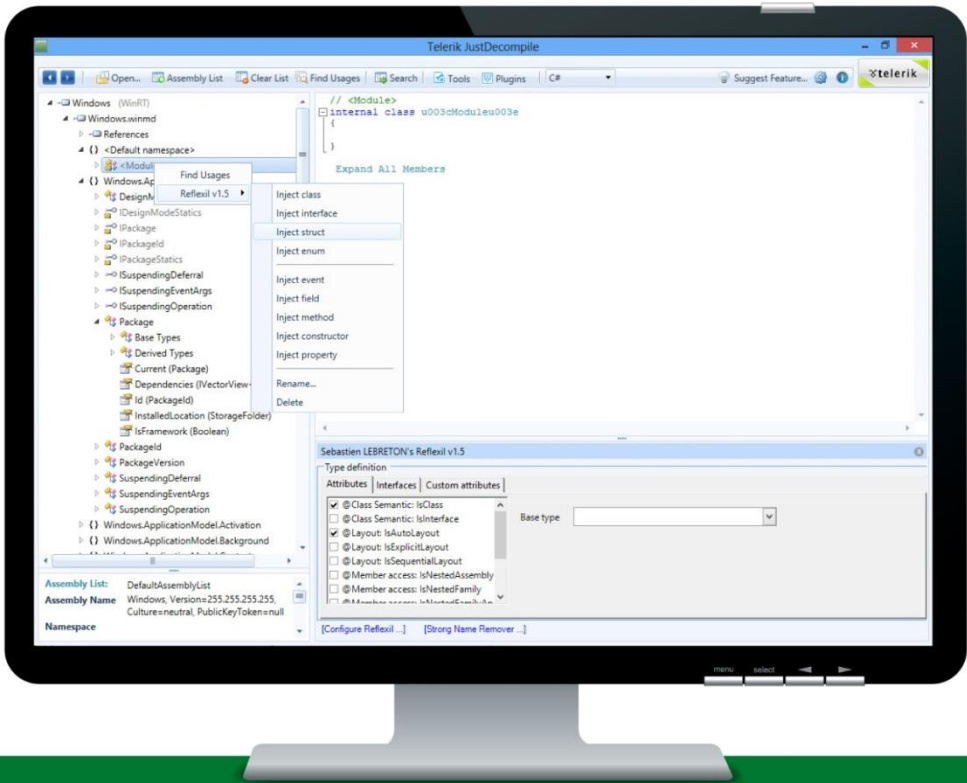 Telerik JustDecompile
Open... Assembly List Clear List Find Usages Search Tools Plugins C# Suggest Feature... telerik
Windows (WinRT)
Windows.winmd
References
{} <Default namespace>
<Modul
{} Windows.Ap
DesignM
IDesignModeStatics
IPackage
IPackageId
IPackageStatics
ISuspendingDeferral
ISuspendingEventArgs
ISuspendingOperation
Package
Base Types
Derived Types
Current (Package)
Dependencies (IVectorView<
Id (PackageId)
InstalledLocation (StorageFolder)
IsFramework (Boolean)
PackageId
PackageVersion
SuspendingDeferral
SuspendingEventArgs
SuspendingOperation
{} Windows.ApplicationModel.Activation
{} Windows.ApplicationModel.Background
Find Usages
Reflexil v1.5
Inject class
Inject interface
Inject struct
Inject enum
Inject event
Inject field
Inject method
Inject constructor
Inject property
Rename...
Delete
// <Module>
internal class u003cModuleu003e
{
}
Expand All Members
Assembly List: DefaultAssemblyList
Assembly Name Windows, Version=255.255.255.255,
Culture=neutral, PublicKeyToken=null
Namespace
Sebastien LEBRETON's Reflexil v1.5
Type definition
Attributes Interfaces Custom attributes
@Class Semantic: IsClass
@Class Semantic: IsInterface
@Layout: IsAutoLayout
@Layout: IsExplicitLayout
@Layout: IsSequentialLayout
@Member access: IsNestedAssembly
@Member access: IsNestedFamily
Base type
[Configure Reflexil ...] [Strong Name Remover ...]
menu select